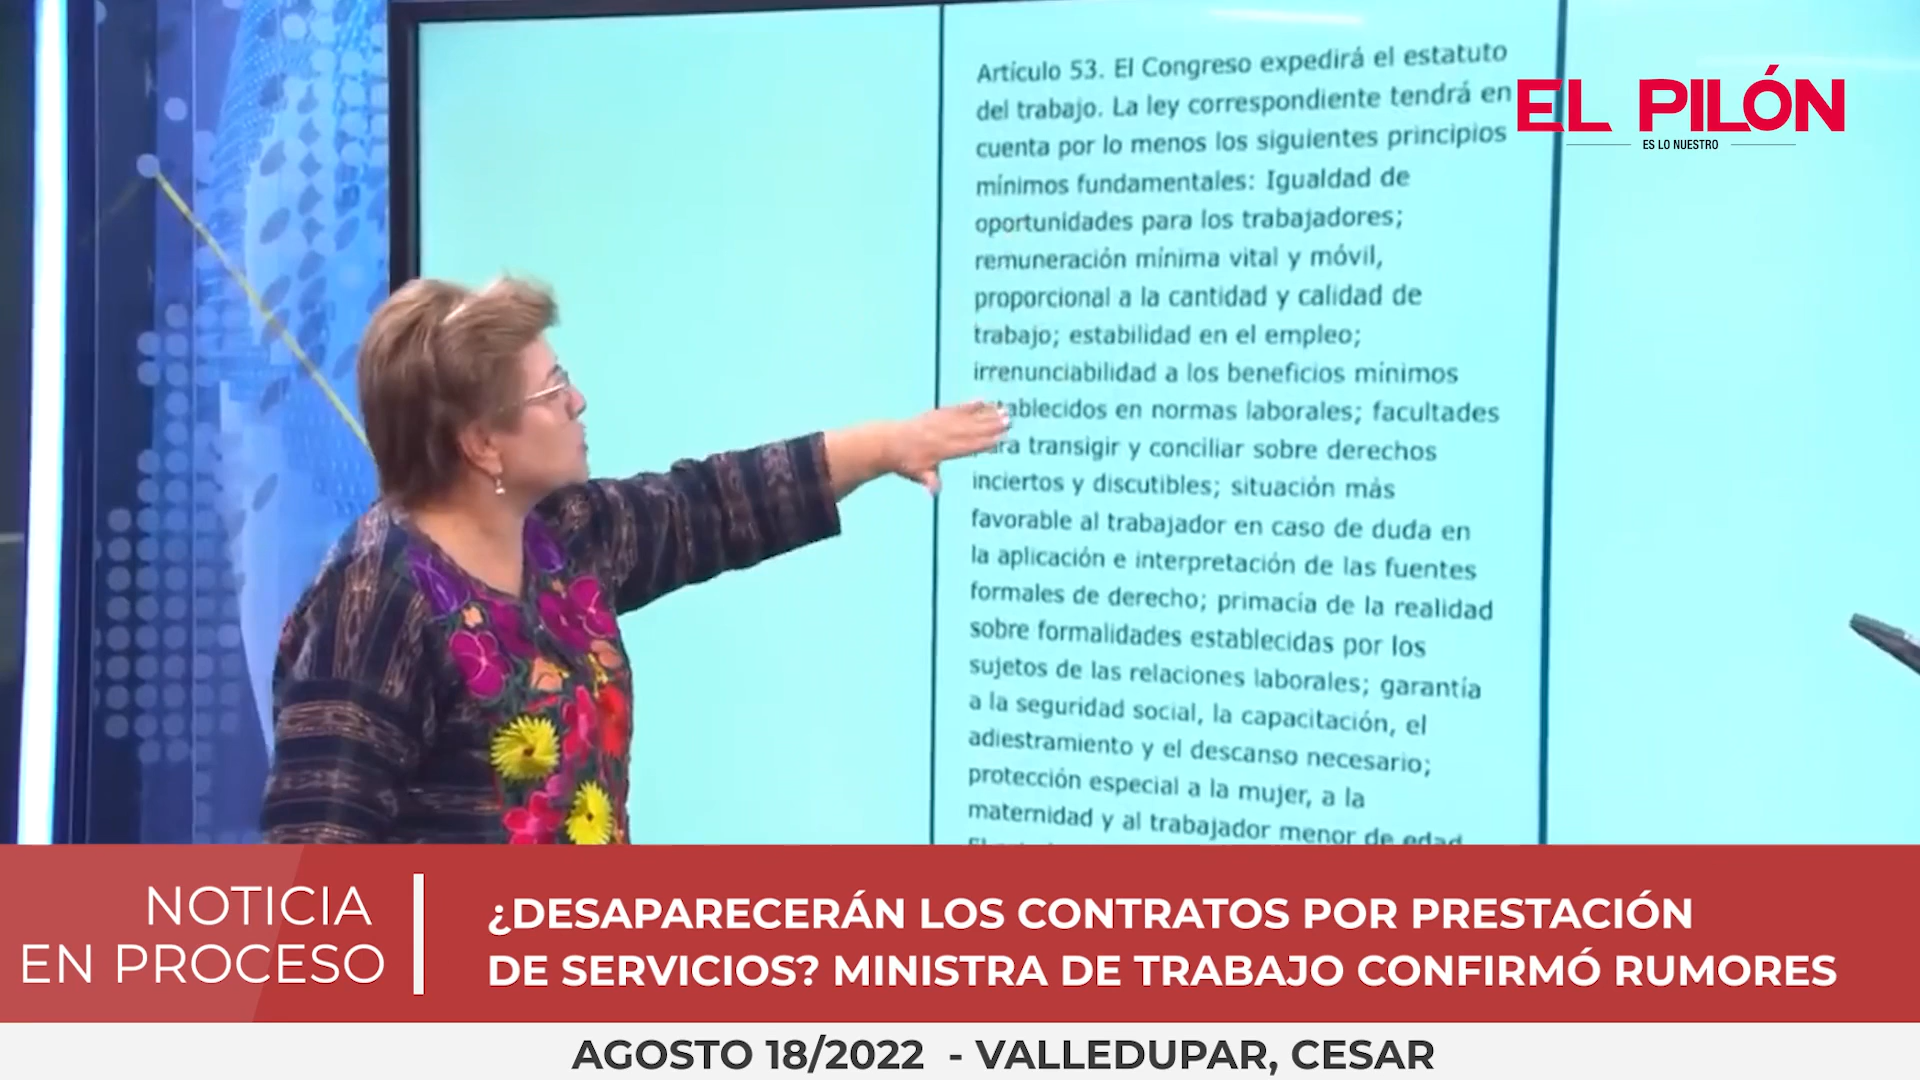 Artículo 53. El Congreso expedirá el estatuto
del trabajo. La ley correspondiente tendrá en
cuenta por lo menos los siguientes principios
mínimos fundamentales: Igualdad de
oportunidades para los trabajadores;
remuneración mínima vital y móvil,
proporcional a la cantidad y calidad de
trabajo; estabilidad en el empleo;
irrenunciabilidad a los beneficios mínimos
establecidos en normas laborales; facultades
para transigir y conciliar sobre derechos
inciertos y discutibles; situación más
favorable al trabajador en caso de duda en
la aplicación e interpretación de las fuentes
formales de derecho; primacía de la realidad
sobre formalidades establecidas por los
sujetos de las relaciones laborales; garantía
a la seguridad social, la capacitación, el
adiestramiento y el descanso necesario;
protección especial a la mujer, a la
maternidad y al trabajador menor de edad
EL PILÓN
ES LO NUESTRO
NOTICIA
EN PROCESO
¿DESAPARECERÁN LOS CONTRATOS POR PRESTACIÓN
DE SERVICIOS? MINISTRA DE TRABAJO CONFIRMÓ RUMORES
AGOSTO 18/2022 - VALLEDUPAR, CESAR